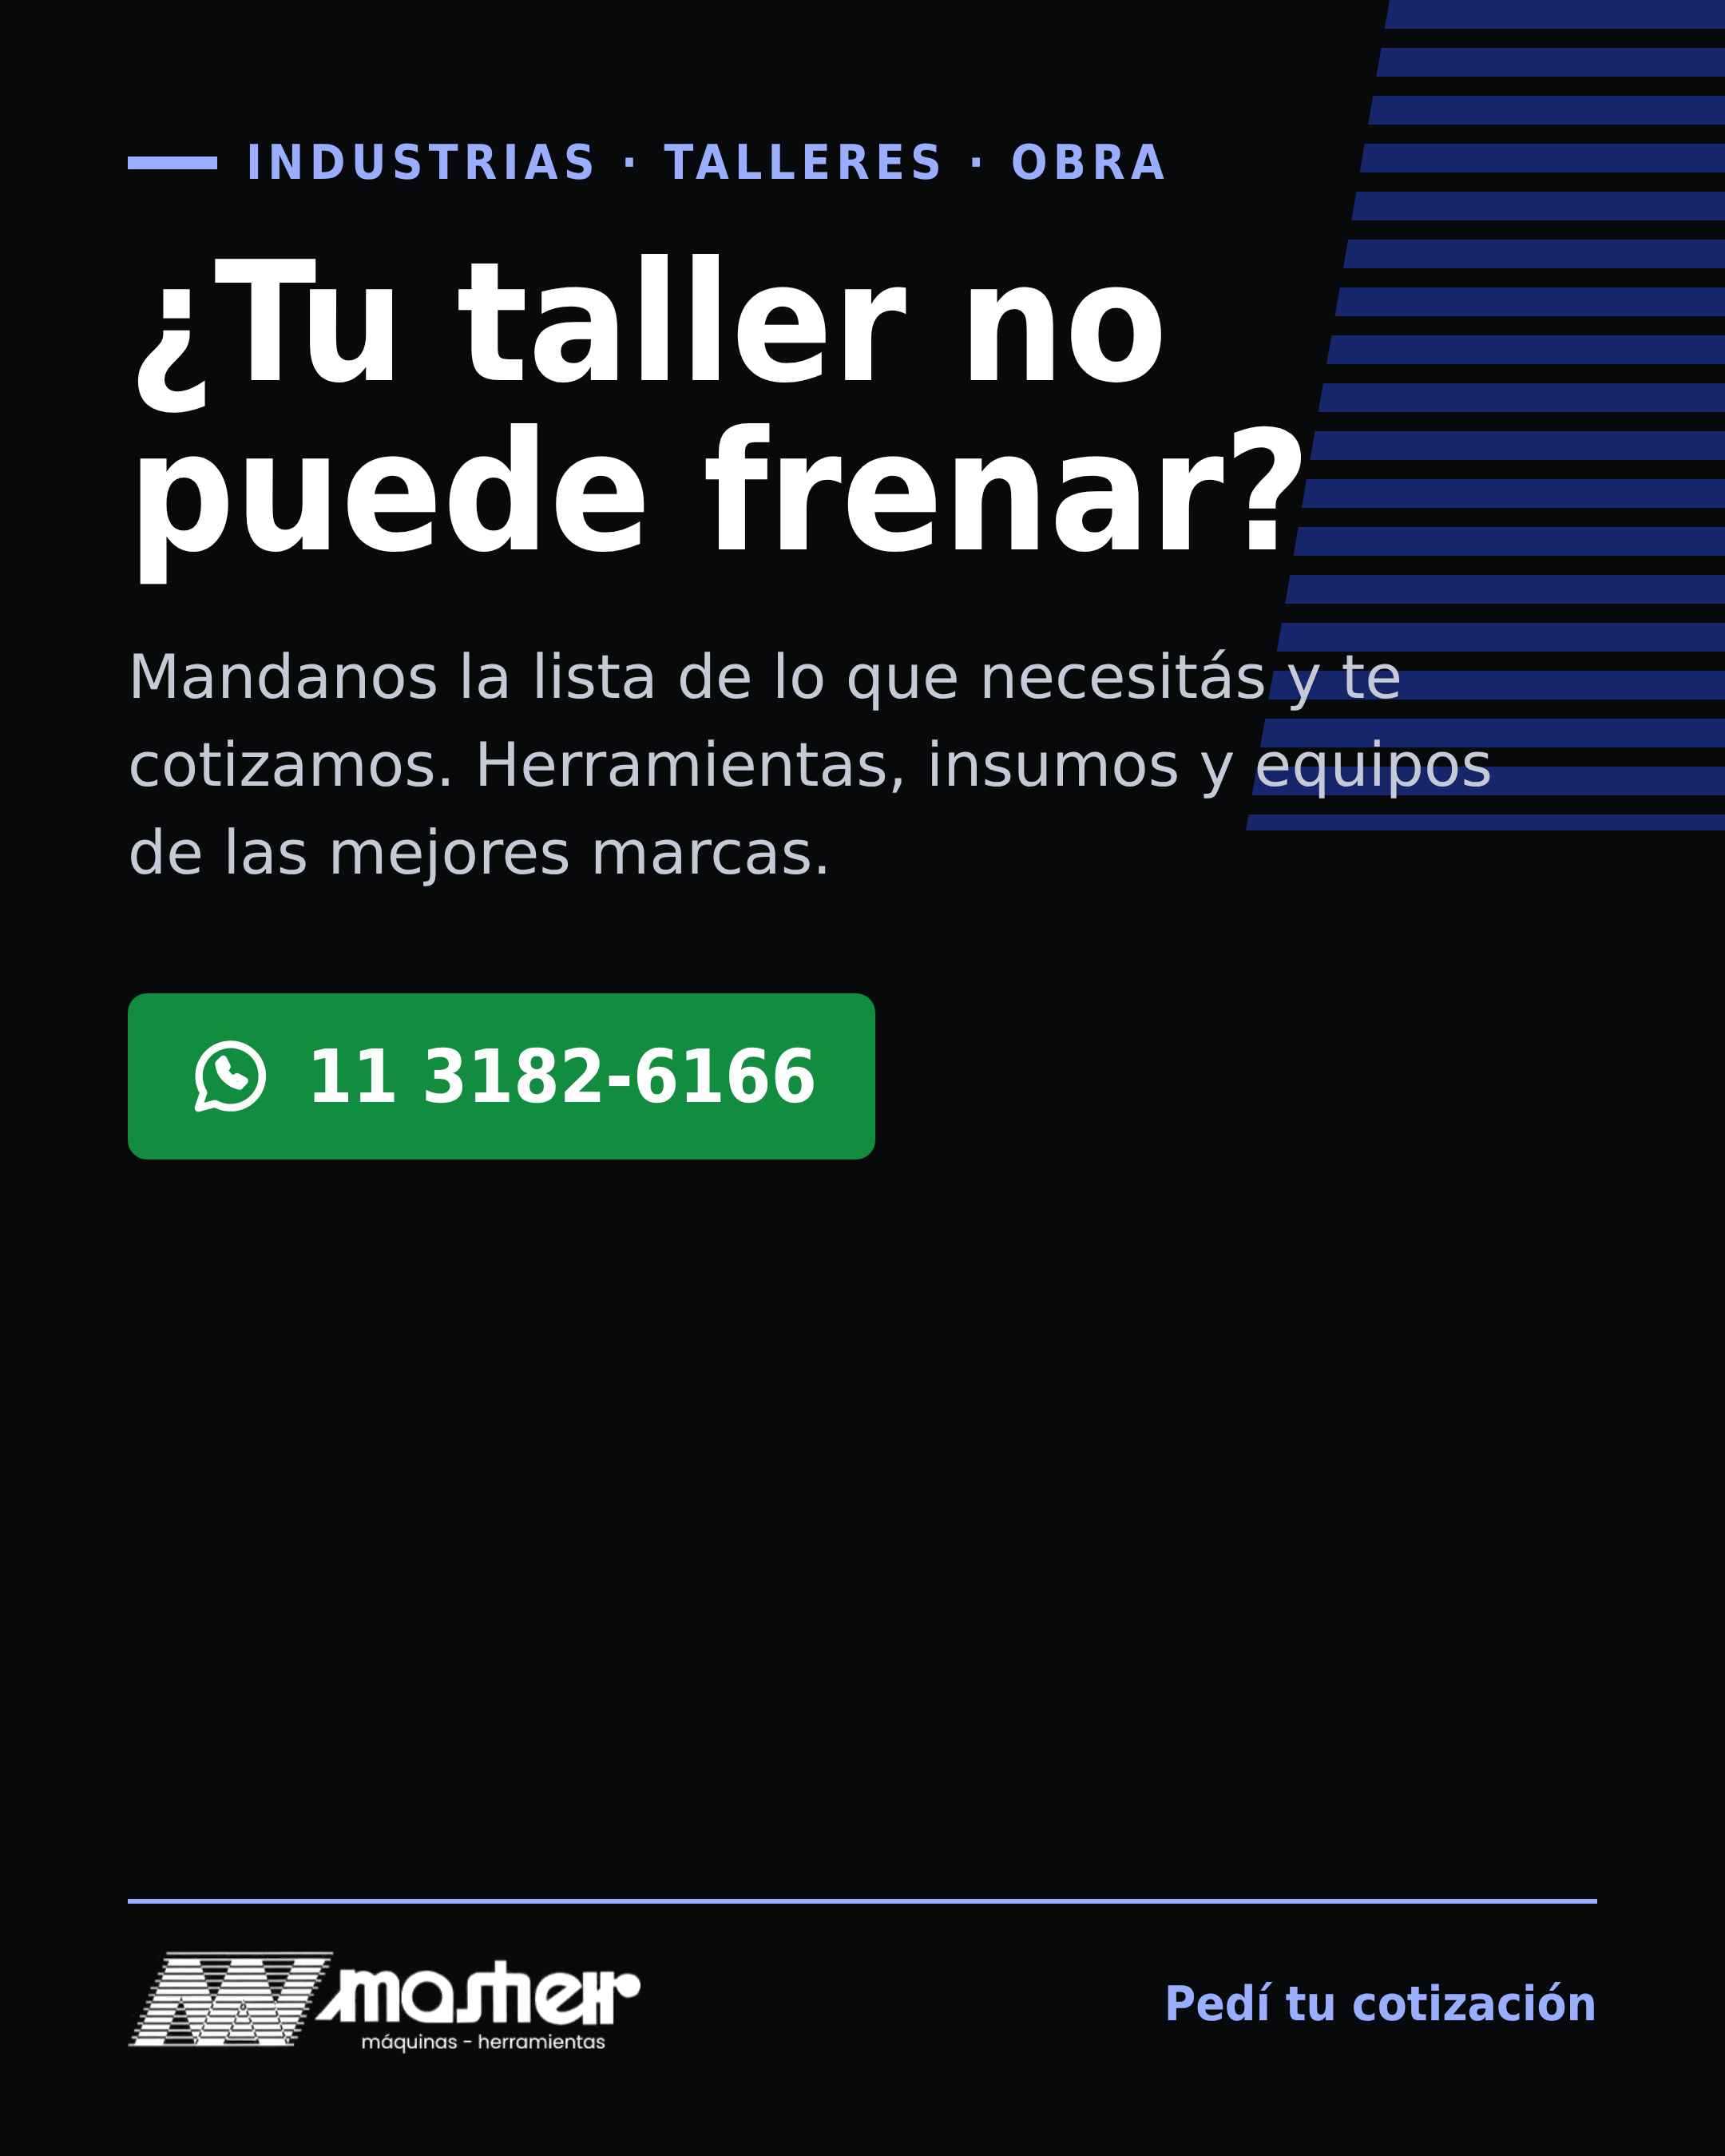 INDUSTRIAS · TALLERES · OBRA
¿Tu taller no
puede frenar?
Mandanos la lista de lo que necesitás y te
cotizamos. Herramientas, insumos y equipos
de las mejores marcas.
11 3182-6166
master
máquinas - herramientas
Pedí tu cotización